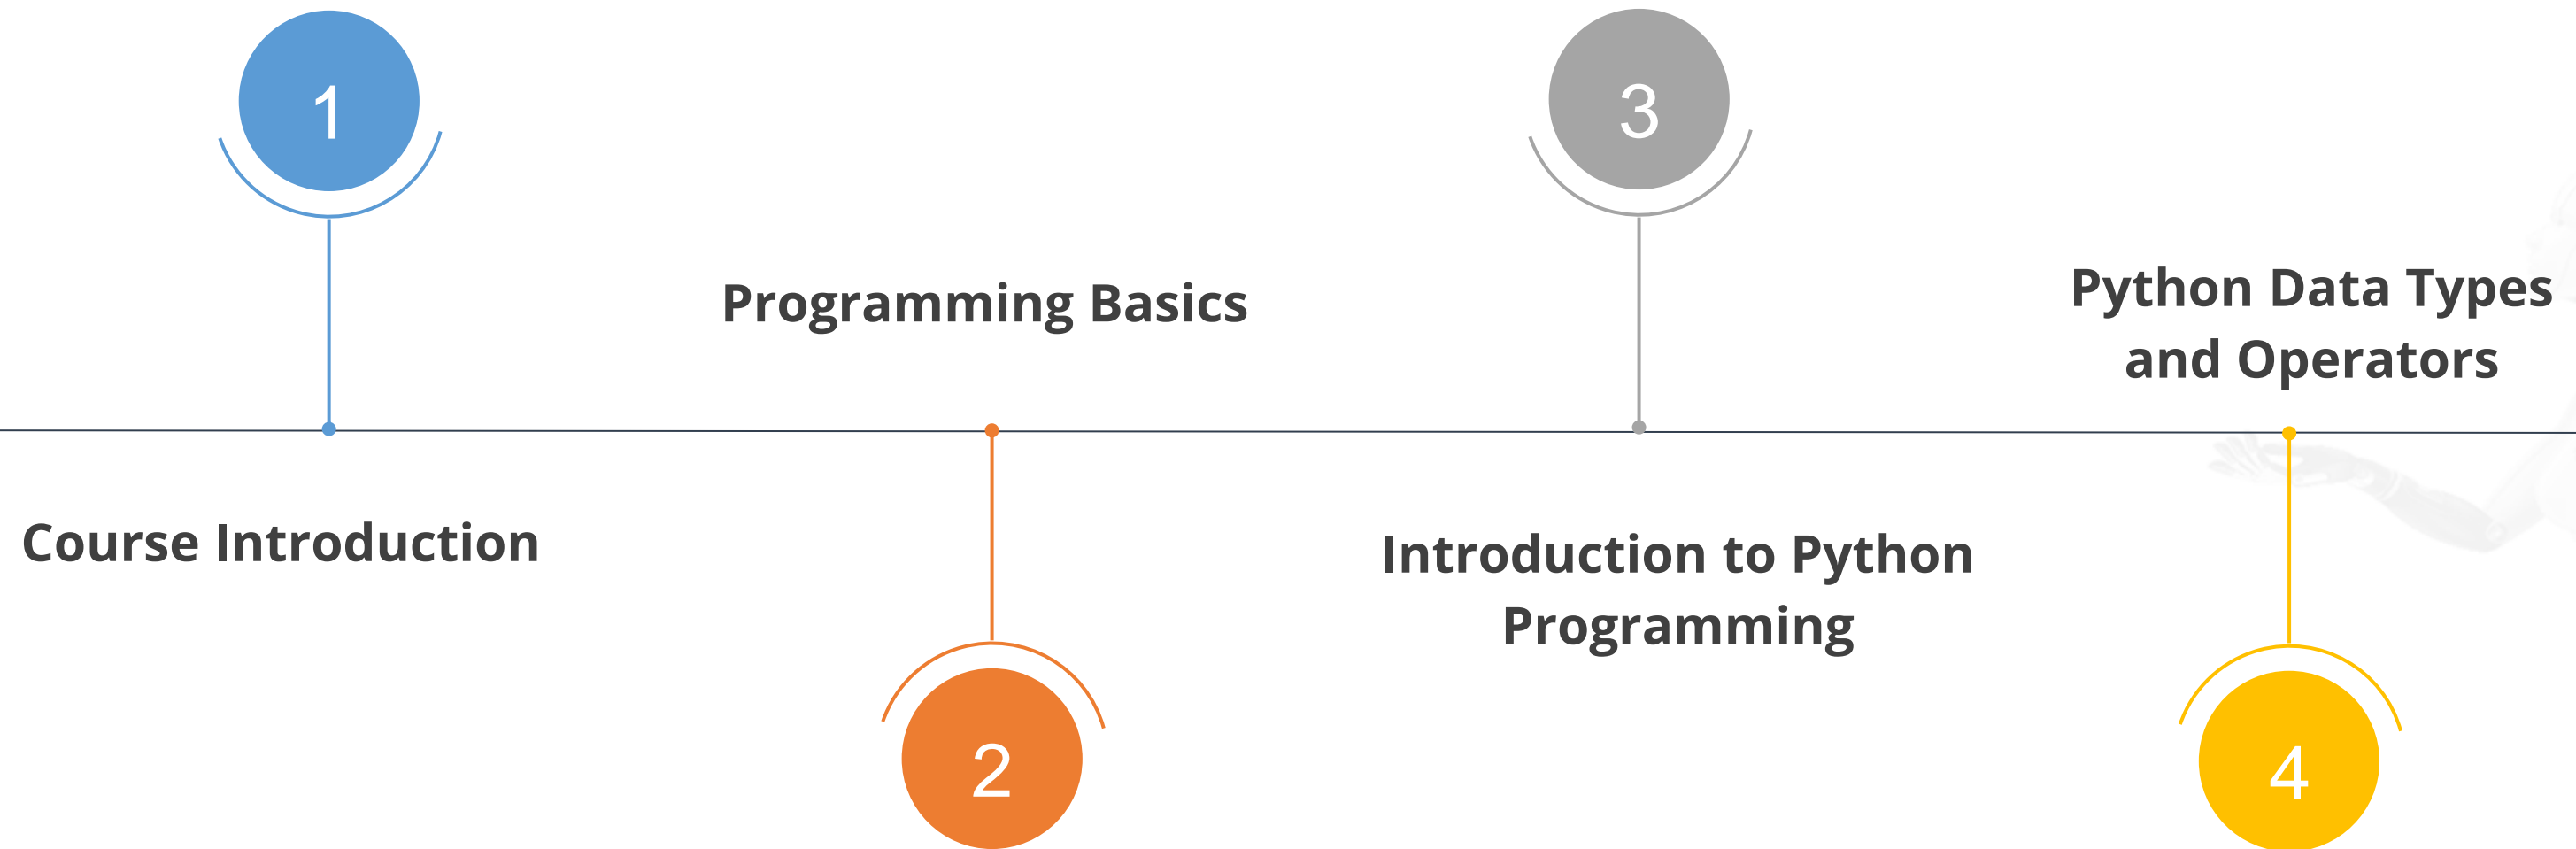 1
Course Introduction
2
Programming Basics
3
Introduction to Python
Programming
4
Python Data Types
and Operators